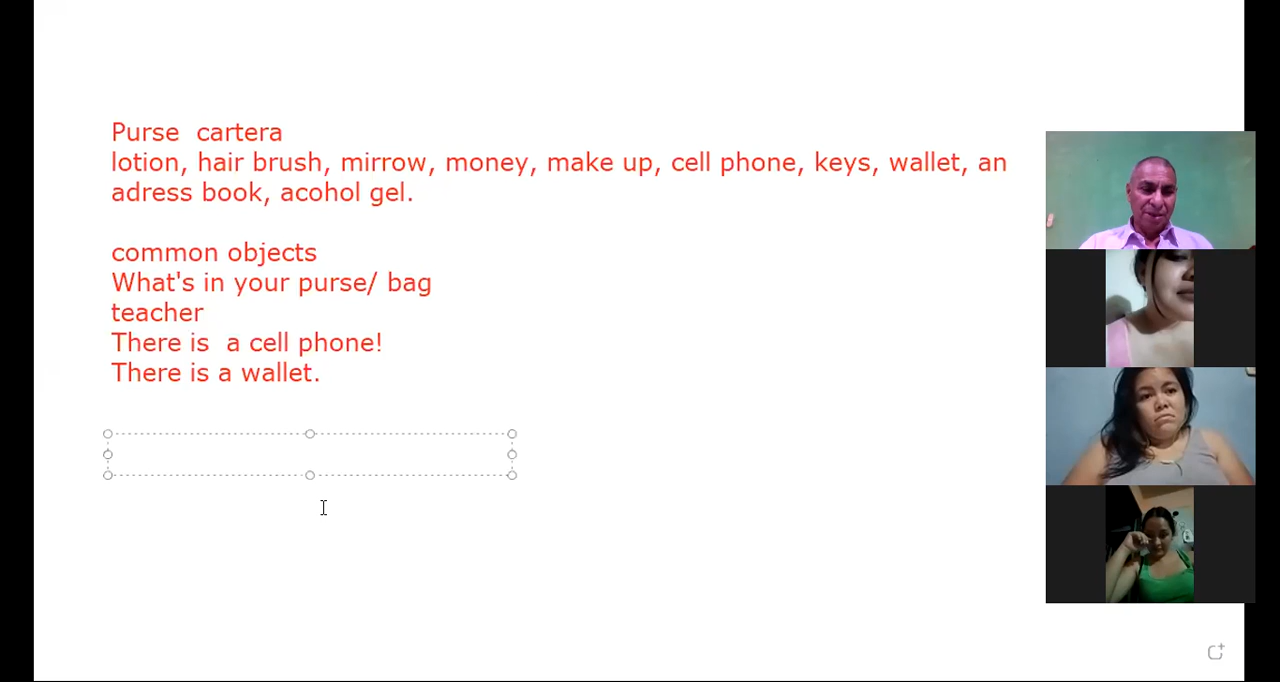 Purse  cartera
lotion, hair brush, mirrow, money, make up, cell phone, keys, wallet, an
adress book, acohol gel.
common objects
What's in your purse/ bag
teacher
There is  a cell phone!
There is a wallet.